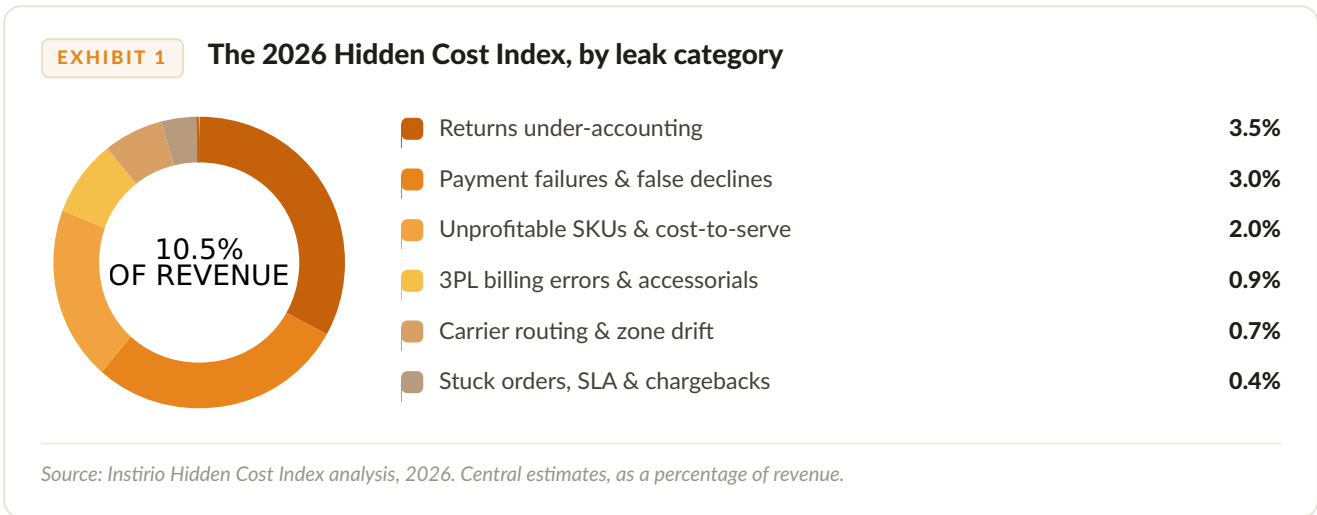 EXHIBIT 1
The 2026 Hidden Cost Index, by leak category
10.5%
OF REVENUE
Returns under-accounting 3.5%
Payment failures & false declines 3.0%
Unprofitable SKUs & cost-to-serve 2.0%
3PL billing errors & accessorials 0.9%
Carrier routing & zone drift 0.7%
Stuck orders, SLA & chargebacks 0.4%
Source: Instirio Hidden Cost Index analysis, 2026. Central estimates, as a percentage of revenue.